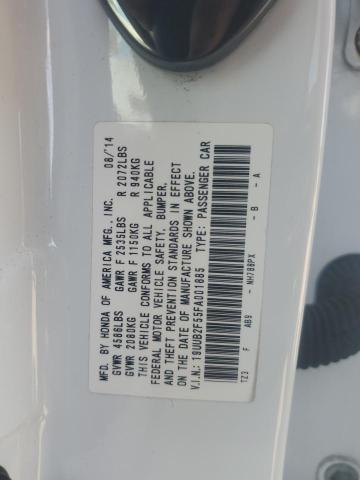 MFD. BY HONDA OF AMERICA MFG., INC. 08/'14
GVWR 4586LBS GAWR F 2535LBS R 2072LBS
GVWR 2080KG GAWR F 1150KG R 940KG
THIS VEHICLE CONFORMS TO ALL APPLICABLE
FEDERAL MOTOR VEHICLE SAFETY, BUMPER,
AND THEFT PREVENTION STANDARDS IN EFFECT
ON THE DATE OF MANUFACTURE SHOWN ABOVE.
V.I.N.: 19UUB2F55FA001885 TYPE: PASSENGER CAR
TZ3 F AB9 - NH788PX - B - A